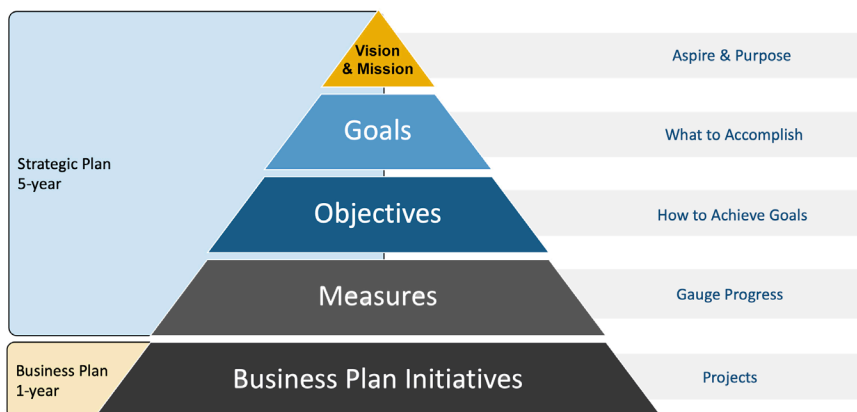 Vision
& Mission
Aspire & Purpose
Goals
What to Accomplish
Strategic Plan
5-year
Objectives
How to Achieve Goals
Measures
Gauge Progress
Business Plan
1-year
Business Plan Initiatives
Projects